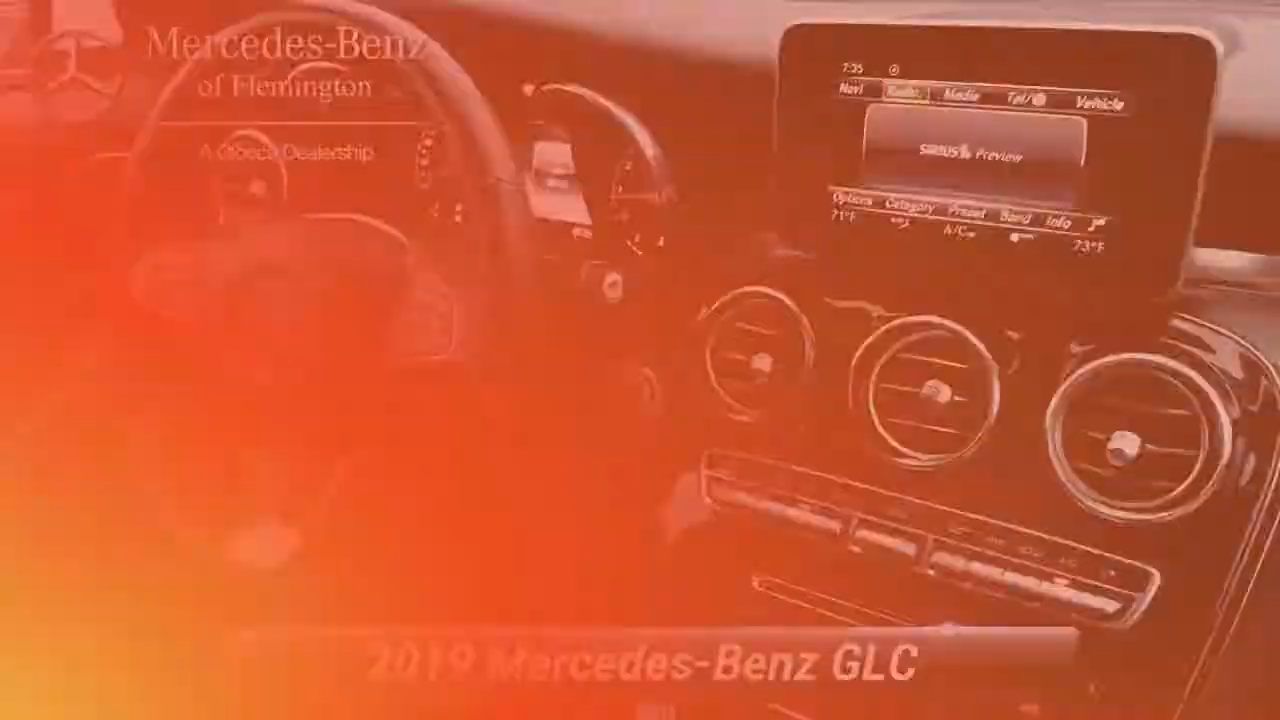 Mercedes-Benz
of Flemington
A Ciocca Dealership
7:35
Navi Radio Media Tel/ Vehicle
SIRIUS Preview
Options Category Preset Band Info
71°F A/C 73°F
2019 Mercedes-Benz GLC